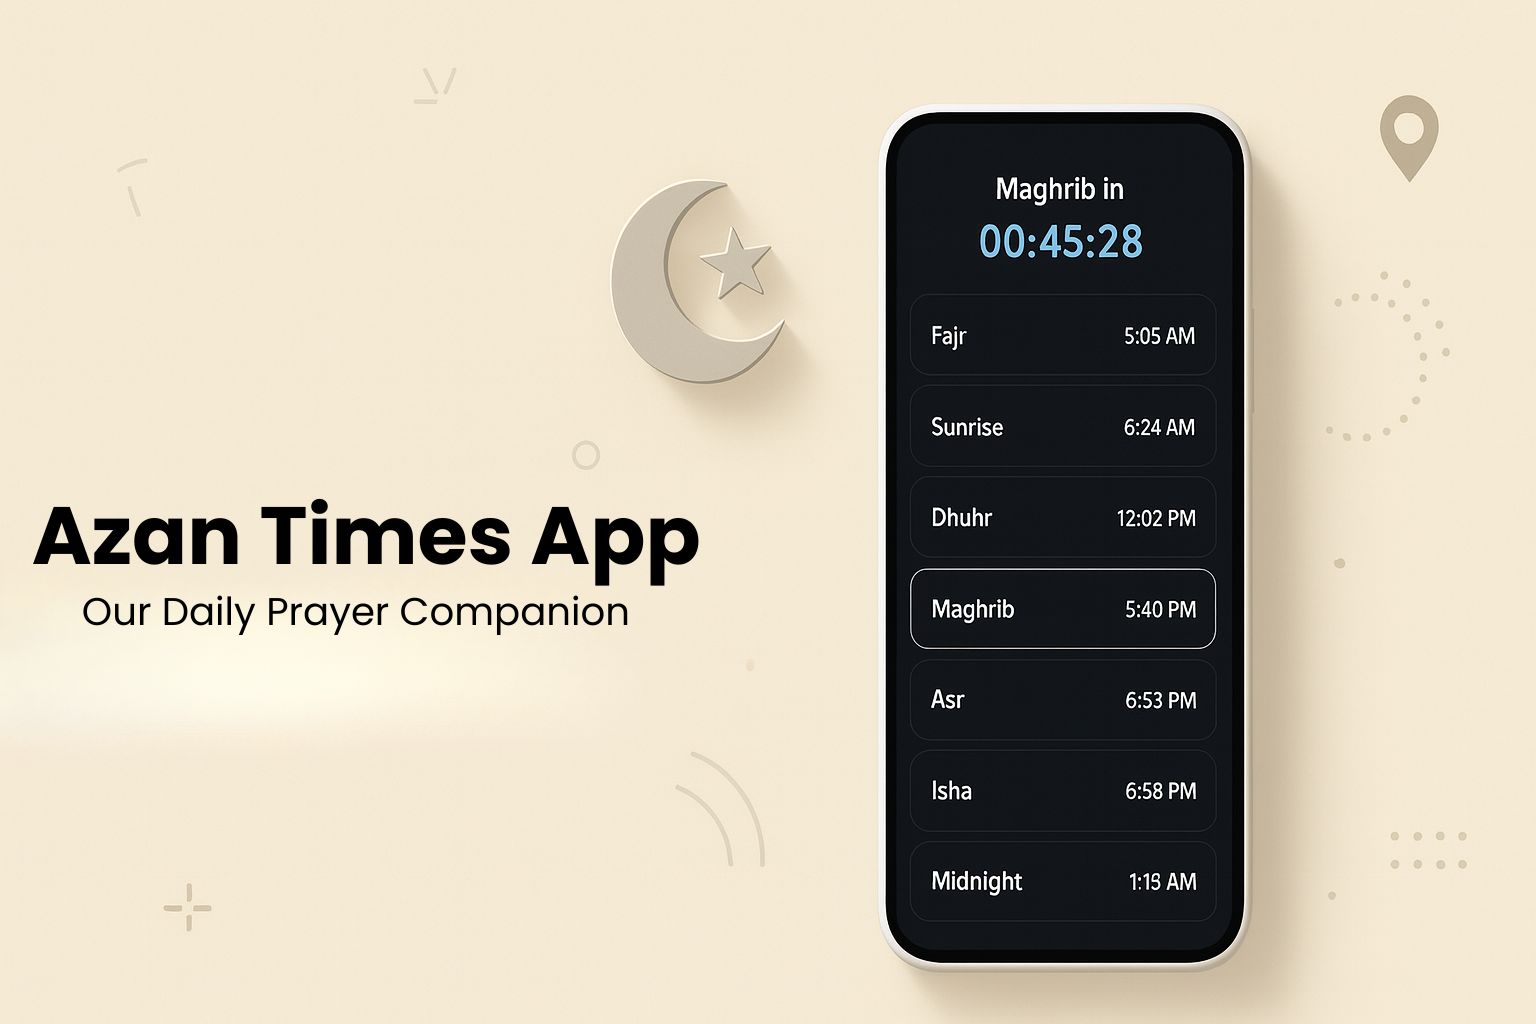 Azan Times App
Our Daily Prayer Companion
Maghrib in
00:45:28
Fajr 5:05 AM
Sunrise 6:24 AM
Dhuhr 12:02 PM
Maghrib 5:40 PM
Asr 6:53 PM
Isha 6:58 PM
Midnight AM